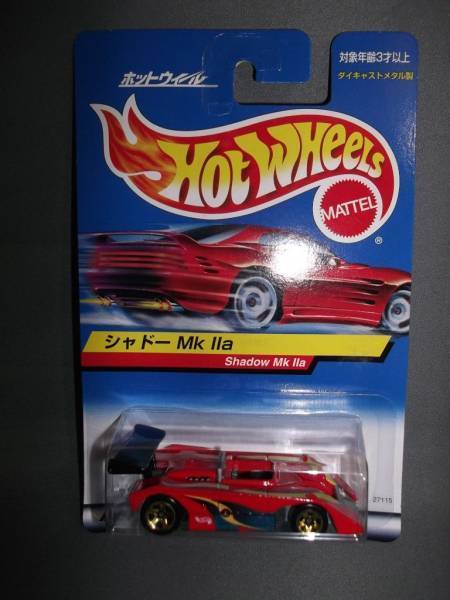 ホットウィール
対象年齢3才以上
ダイキャストメタル製
HOT WHEELS
MATTEL
®
シャドー Mk IIa
Shadow Mk IIa
27115